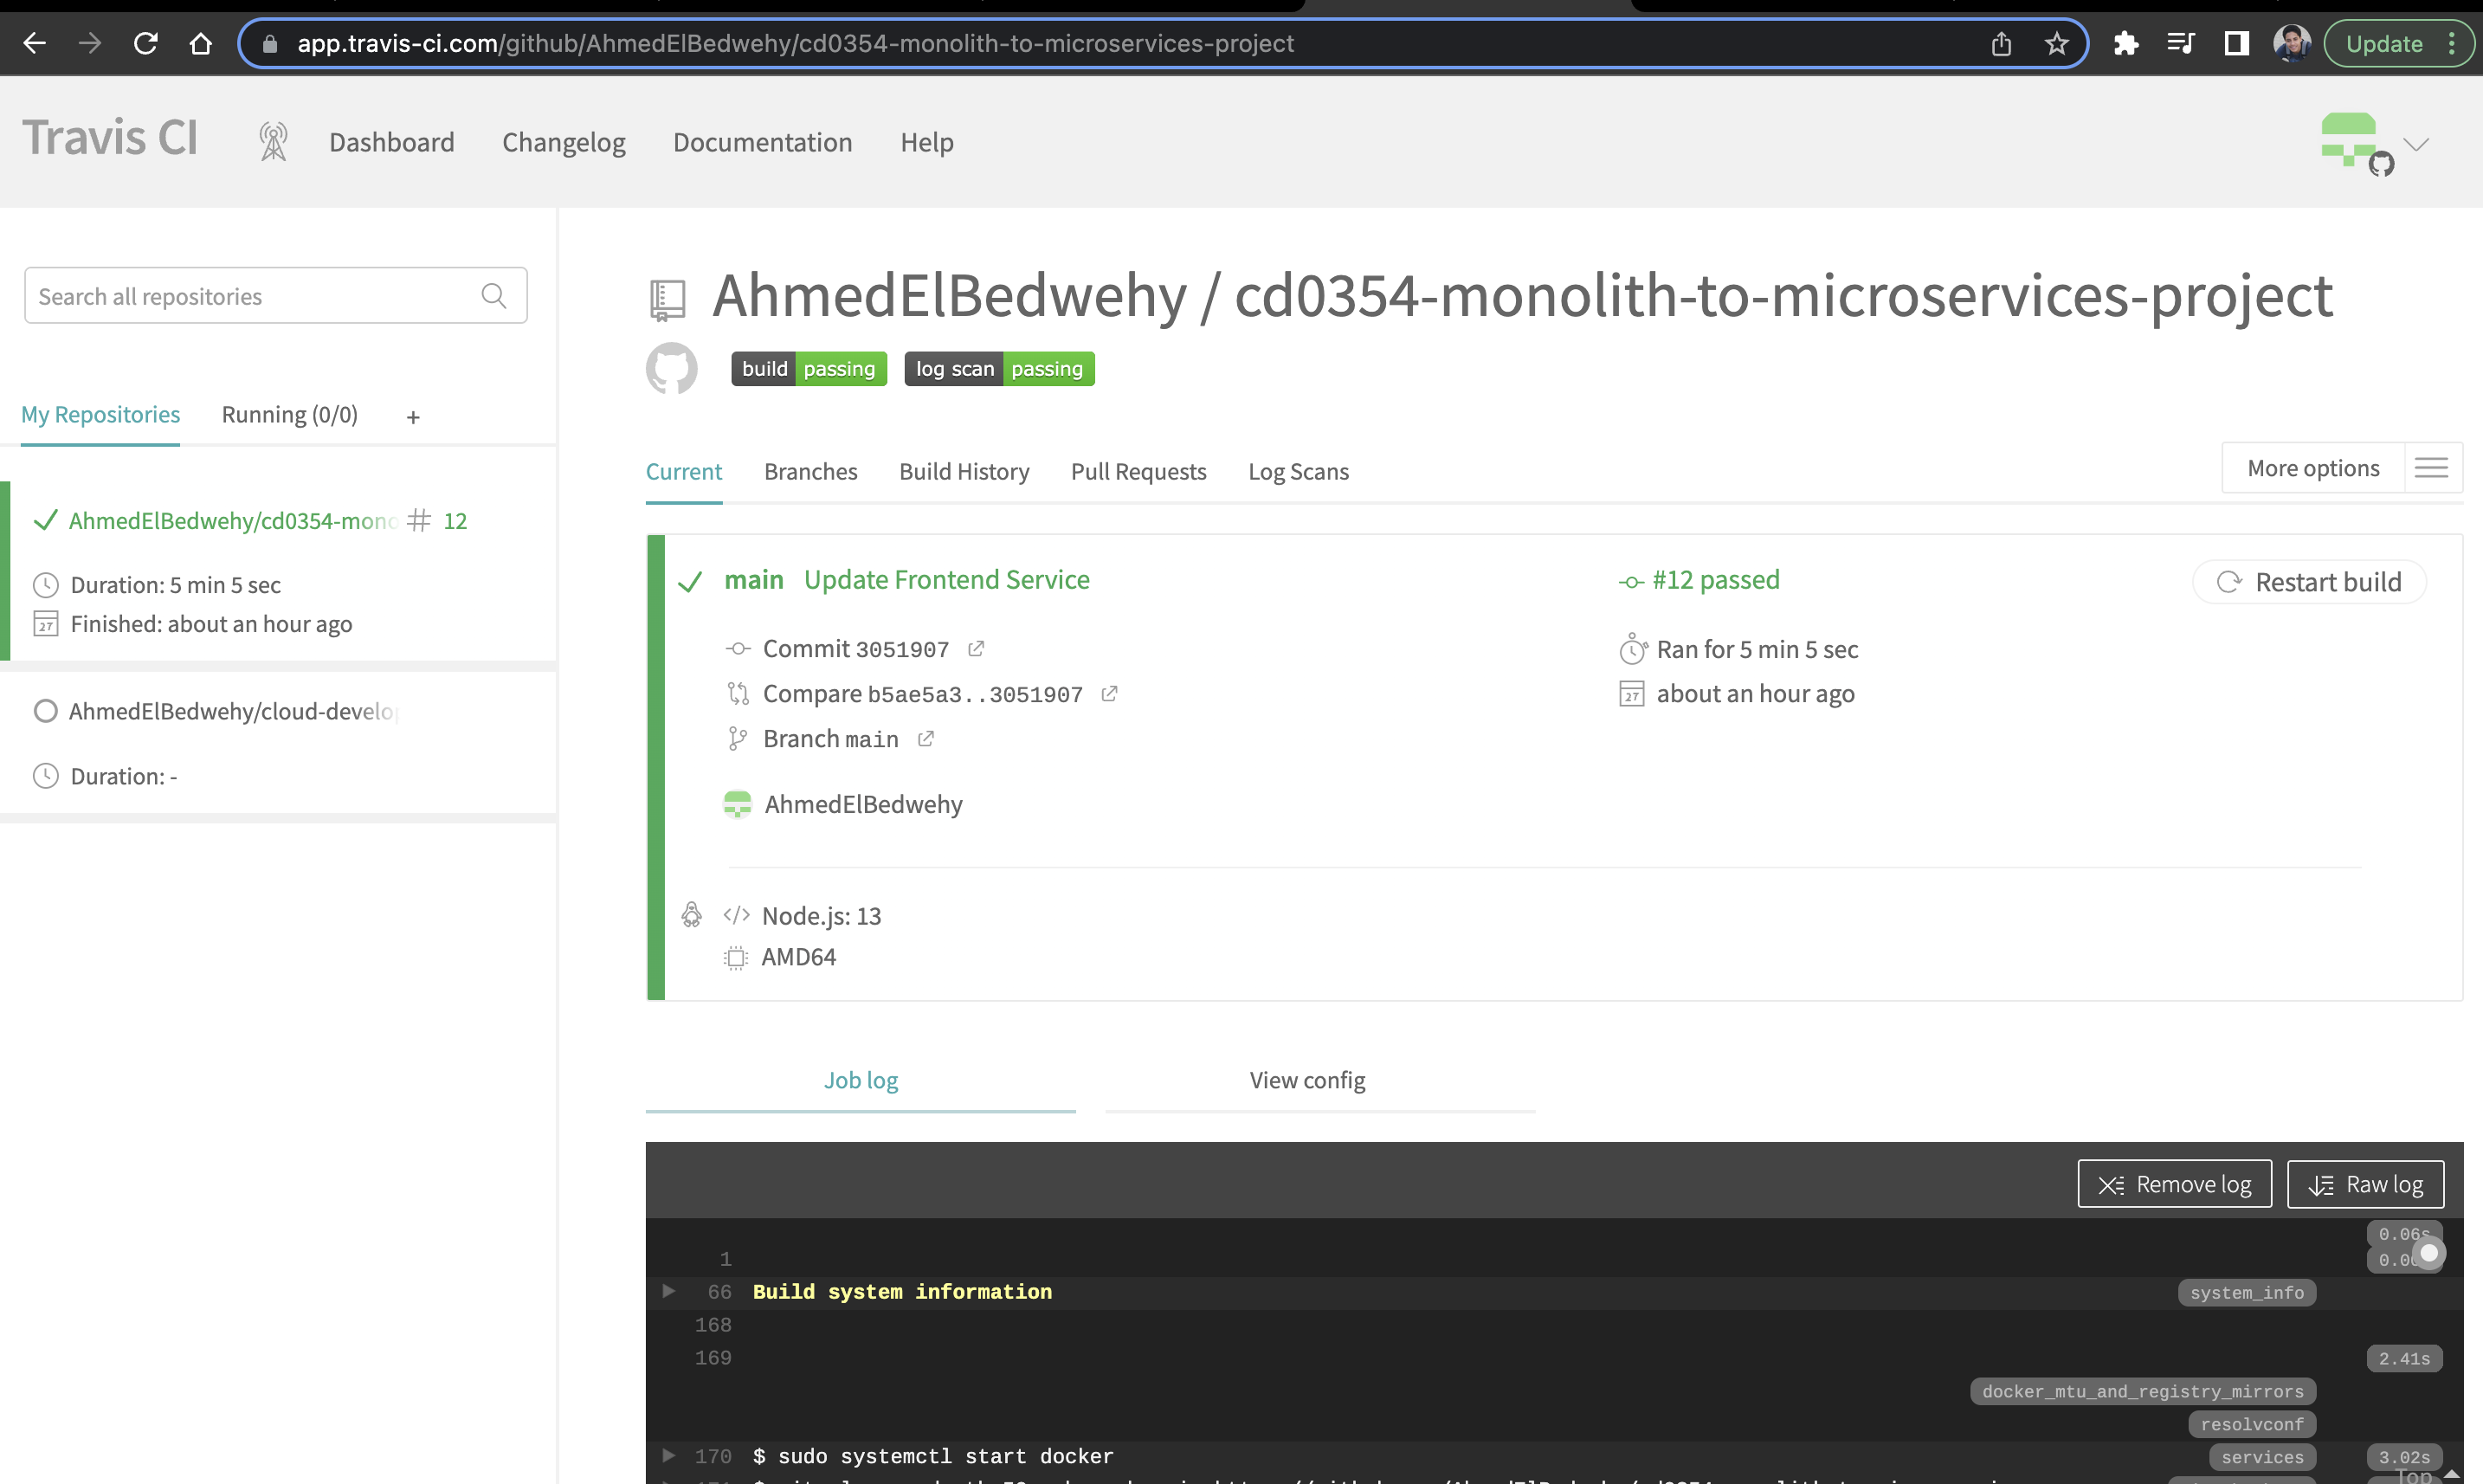 app.travis-ci.com/github/AhmedElBedwehy/cd0354-monolith-to-microservices-project
Update
Travis CI
Dashboard
Changelog
Documentation
Help
Search all repositories
My Repositories
Running (0/0)
+
AhmedElBedwehy/cd0354-mono
# 12
Duration: 5 min 5 sec
27
Finished: about an hour ago
AhmedElBedwehy/cloud-develo
Duration: -
AhmedElBedwehy / cd0354-monolith-to-microservices-project
build passing
log scan passing
Current
Branches
Build History
Pull Requests
Log Scans
More options
main Update Frontend Service
#12 passed
Restart build
Commit 3051907
Ran for 5 min 5 sec
Compare b5ae5a3..3051907
27
about an hour ago
Branch main
AhmedElBedwehy
</> Node.js: 13
AMD64
Job log
View config
Remove log
Raw log
0.06s
1
66 Build system information
system_info
168
169
2.41s
docker_mtu_and_registry_mirrors
resolvconf
170 $ sudo systemctl start docker
services
3.02s
Top